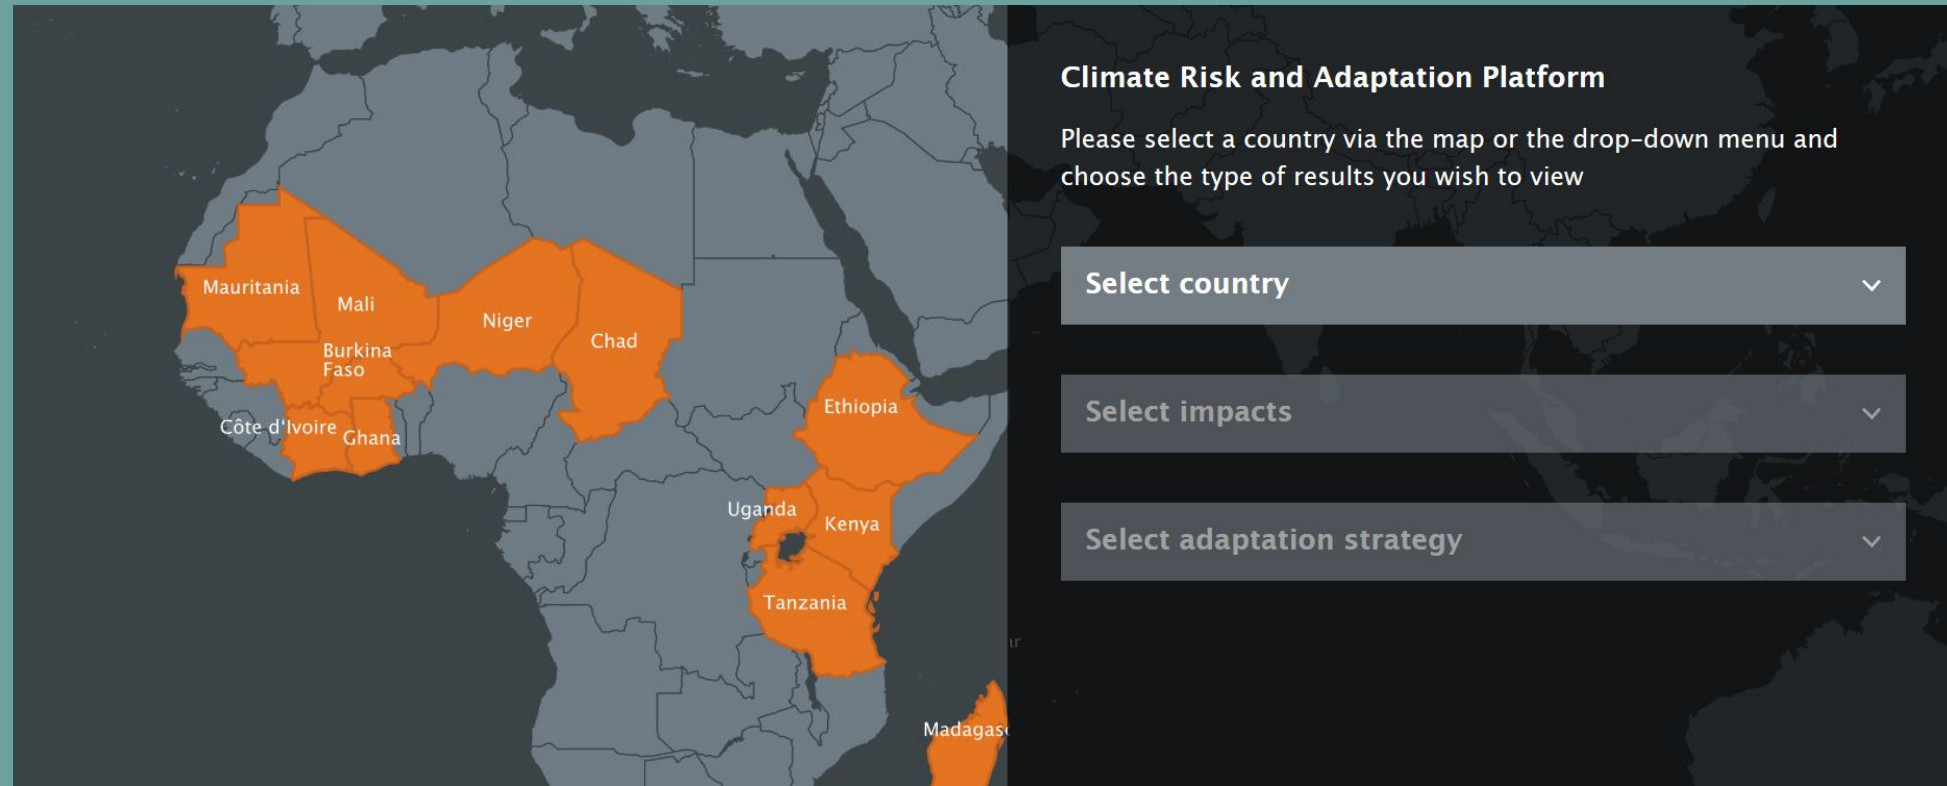 Climate Risk and Adaptation Platform
Please select a country via the map or the drop-down menu and
choose the type of results you wish to view
Select country
Select impacts
Select adaptation strategy
Mauritania
Mali
Niger
Chad
Burkina
Faso
Côte d'Ivoire
Ghana
Ethiopia
Uganda
Kenya
Tanzania
Madagas